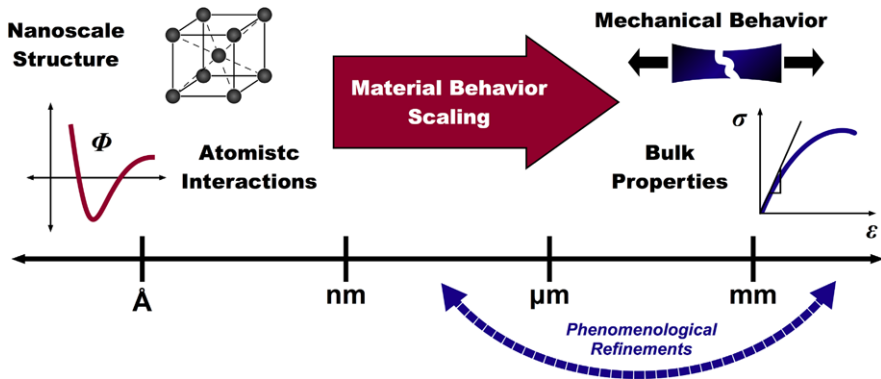 Nanoscale
Structure
Φ
Atomistc
Interactions
Material Behavior
Scaling
Mechanical Behavior
Bulk
Properties
σ
ε
Å
nm
μm
mm
Phenomenological
Refinements